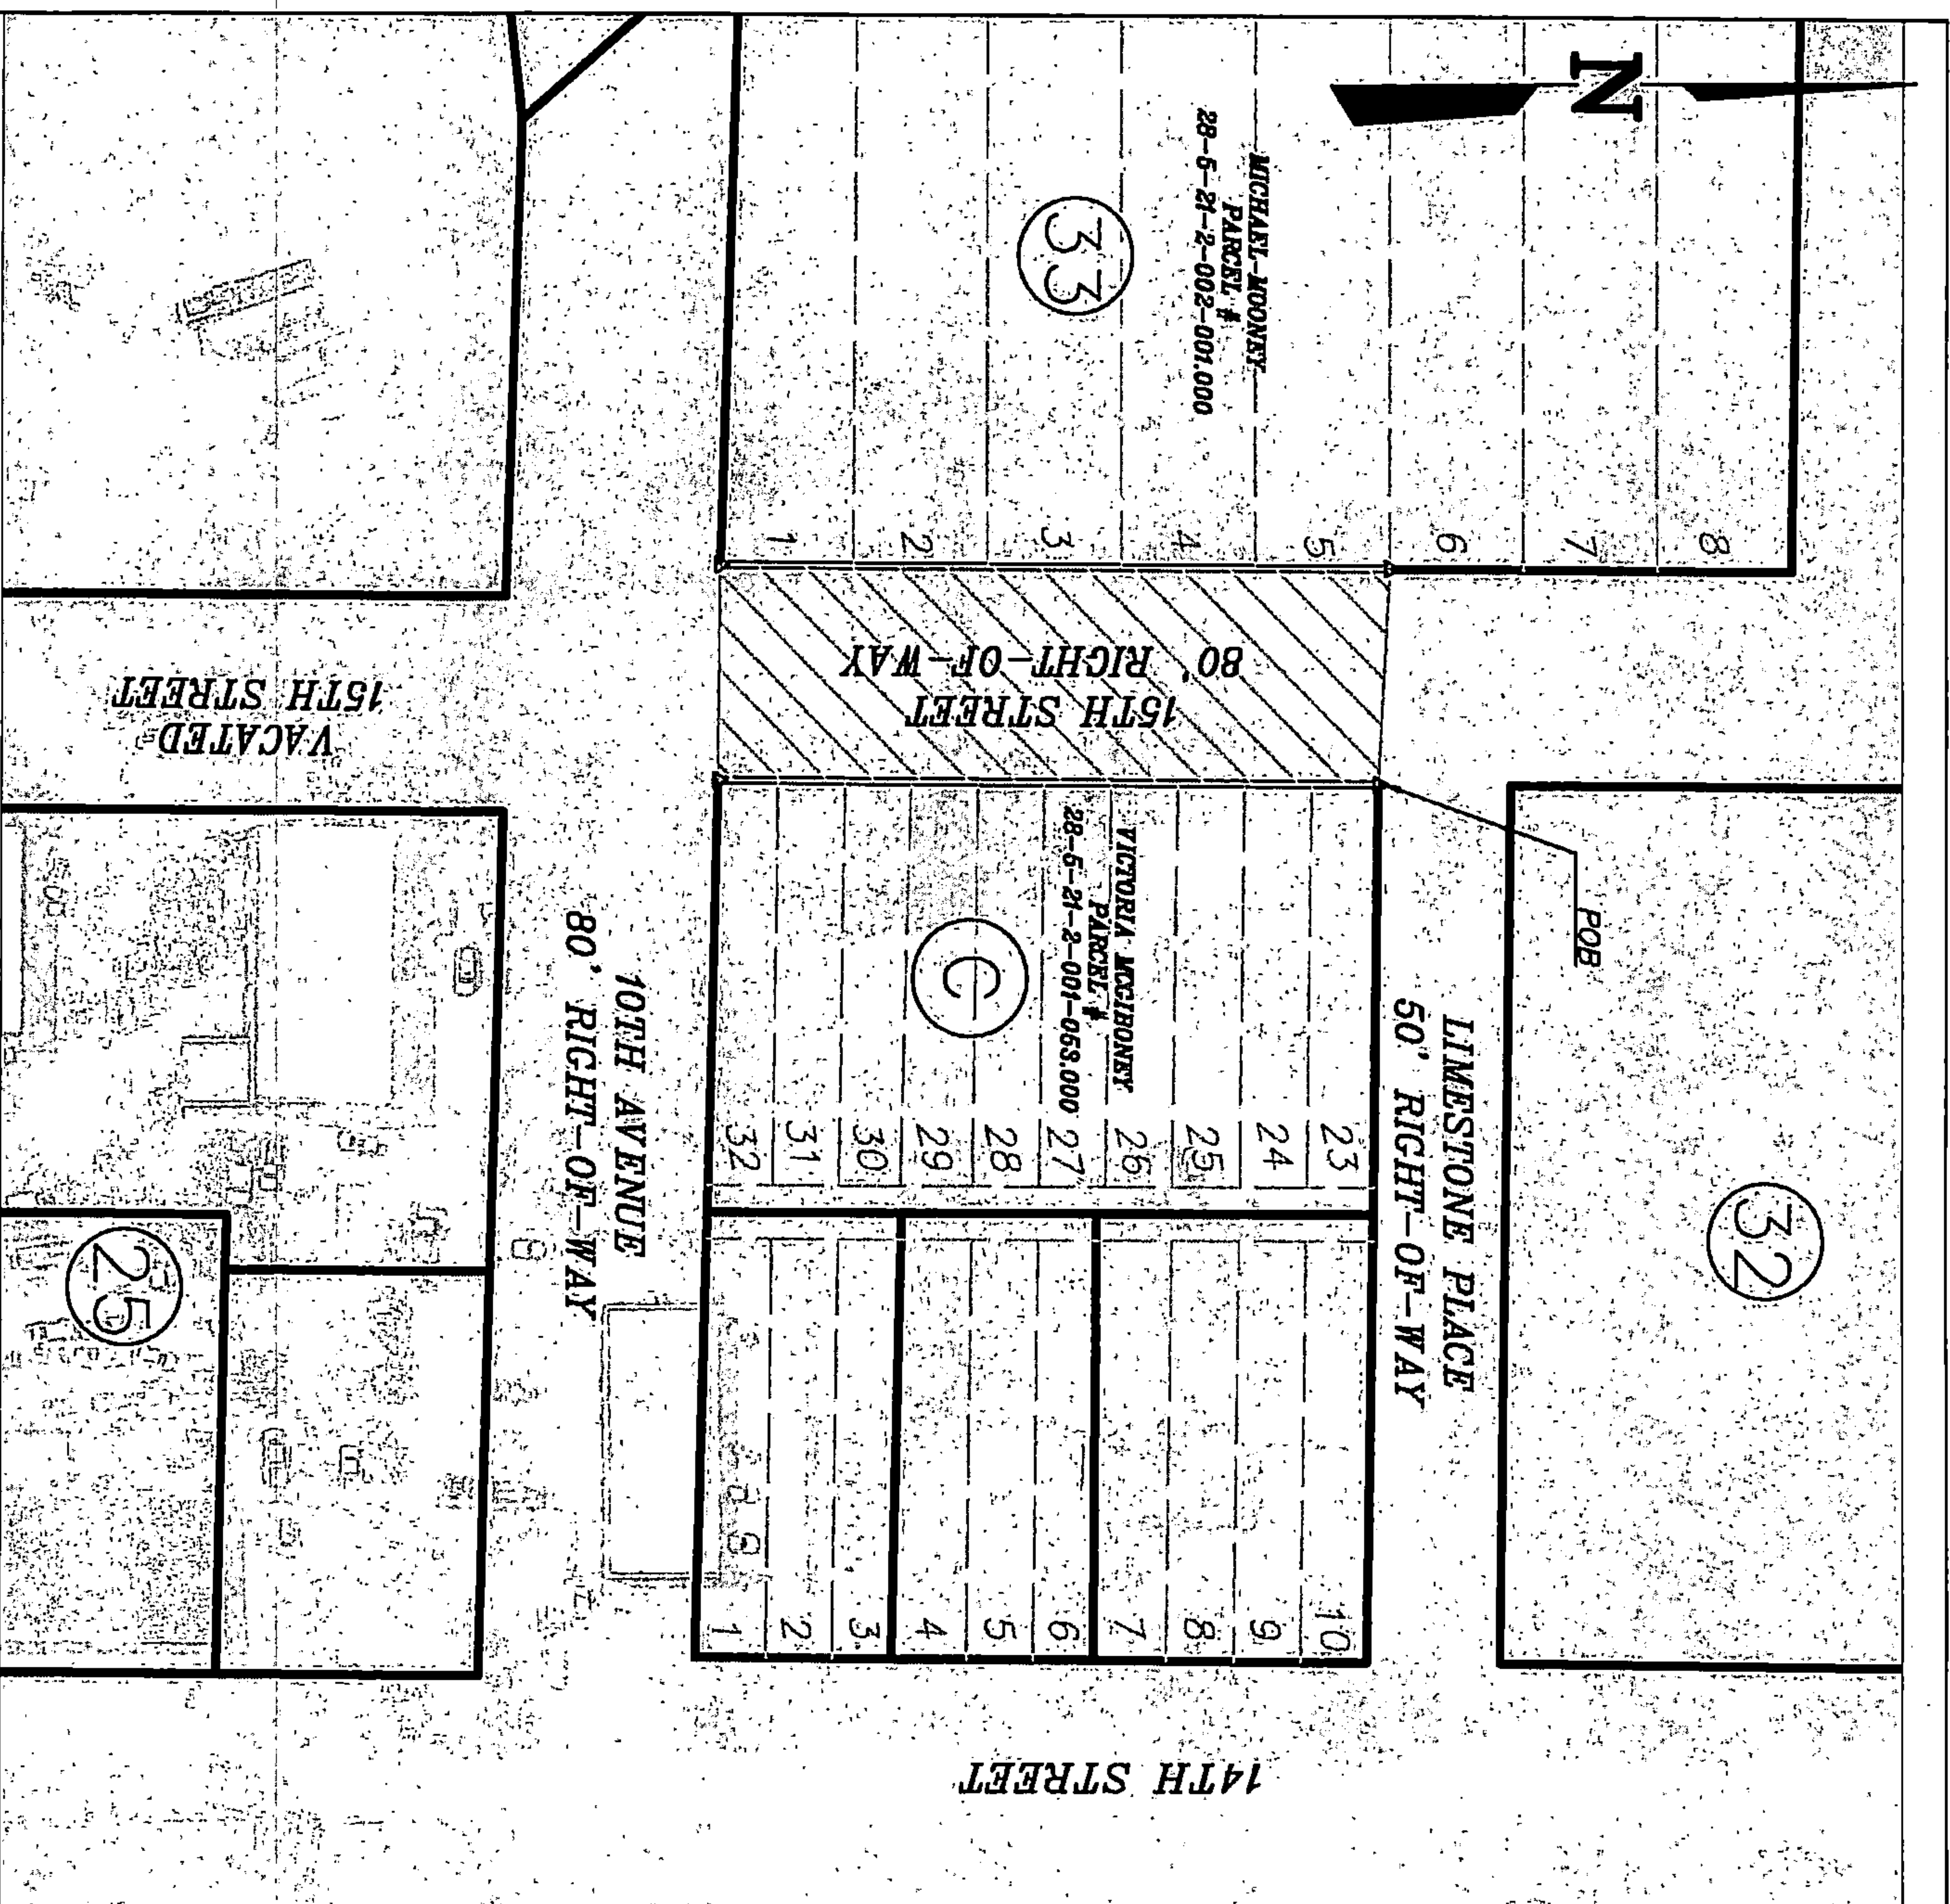 N
MICHAEL MOONEY
PARCEL #
28-5-21-2-002-001.000
33
1
2
3
4
5
6
7
8
15TH STREET
80' RIGHT-OF-WAY
VACATED
15TH STREET
POB
LIMESTONE PLACE
50' RIGHT-OF-WAY
32
VICTORIA MCGIBONEY
PARCEL #
28-5-21-2-001-053.000
C
23
24
25
26
27
28
29
30
31
32
10TH AVENUE
80' RIGHT-OF-WAY
10
9
8
7
6
5
4
3
2
1
25
14TH STREET